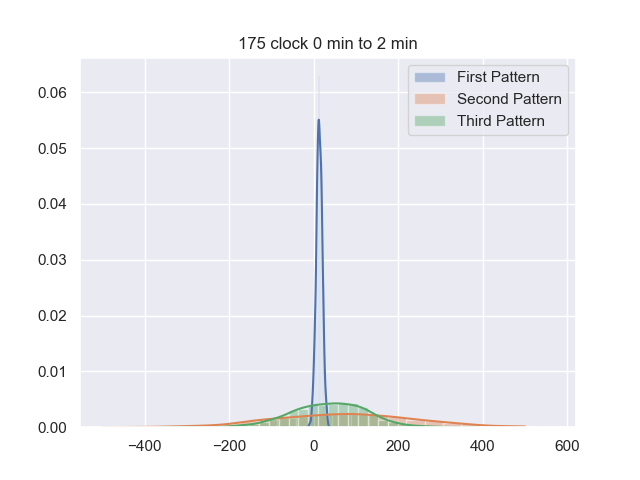 175 clock 0 min to 2 min
First Pattern
Second Pattern
Third Pattern
0.06
0.05
0.04
0.03
0.02
0.01
0.00
−400 −200 0 200 400 600